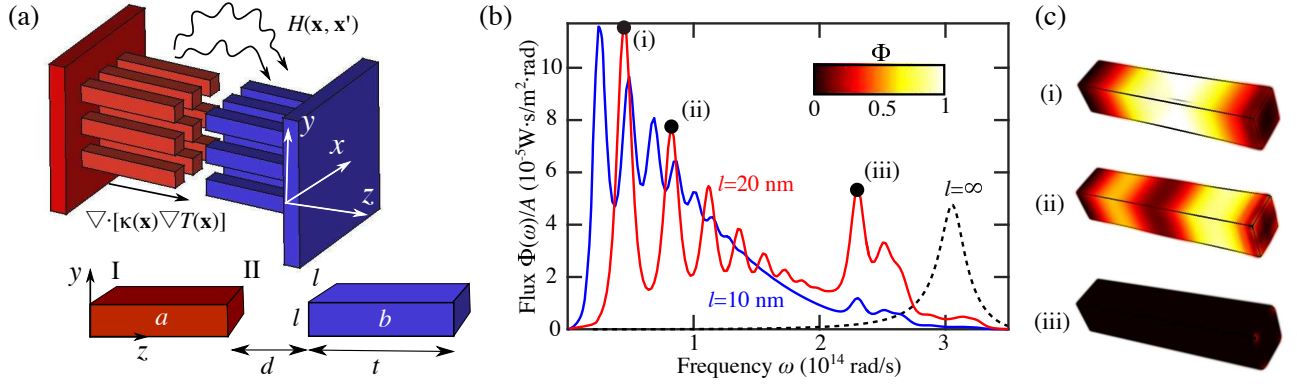 (a)
H(x, x')
y
x
z
▽·[κ(x)▽T(x)]
y
I
II
l
a
l
b
z
d
t
(b)
Flux Φ(ω)/A (10⁻⁵W·s/m²·rad)
10
8
6
4
2
0
(i)
(ii)
(iii)
Φ
0 0.5 1
l=20 nm
l=10 nm
l=∞
1 2 3
Frequency ω (10¹⁴ rad/s)
(c)
(i)
(ii)
(iii)